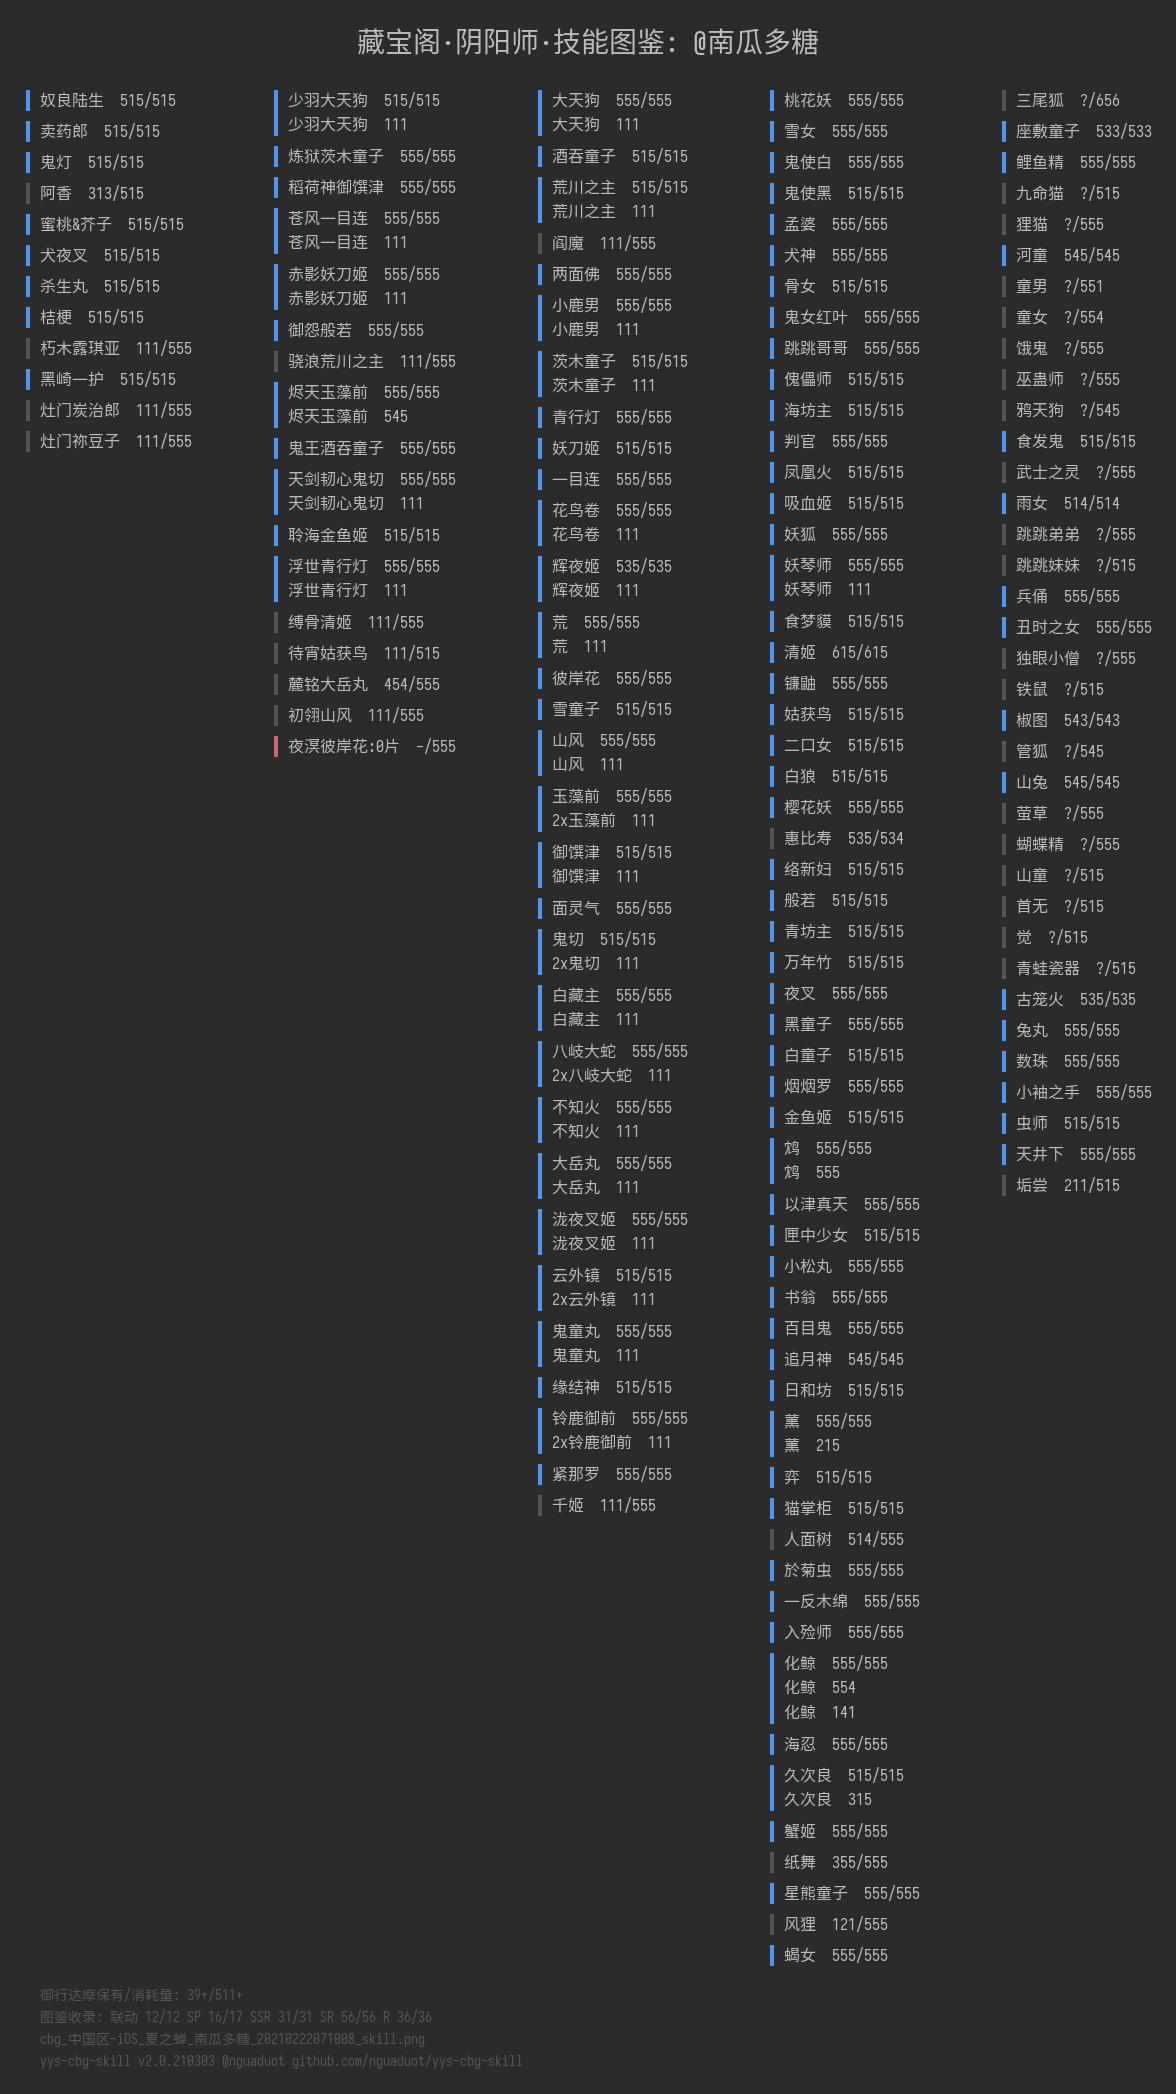 藏宝阁·阴阳师·技能图鉴: @南瓜多糖
奴良陆生 515/515
卖药郎 515/515
鬼灯 515/515
阿香 313/515
蜜桃&芥子 515/515
犬夜叉 515/515
杀生丸 515/515
桔梗 515/515
朽木露琪亚 111/555
黑崎一护 515/515
灶门炭治郎 111/555
灶门祢豆子 111/555
少羽大天狗 515/515
少羽大天狗 111
炼狱茨木童子 555/555
稻荷神御馔津 555/555
苍风一目连 555/555
苍风一目连 111
赤影妖刀姬 555/555
赤影妖刀姬 111
御怨般若 555/555
骁浪荒川之主 111/555
烬天玉藻前 555/555
烬天玉藻前 545
鬼王酒吞童子 555/555
天剑韧心鬼切 555/555
天剑韧心鬼切 111
聆海金鱼姬 515/515
浮世青行灯 555/555
浮世青行灯 111
缚骨清姬 111/555
待宵姑获鸟 111/515
麓铭大岳丸 454/555
初翎山风 111/555
夜溟彼岸花:0片 -/555
大天狗 555/555
大天狗 111
酒吞童子 515/515
荒川之主 515/515
荒川之主 111
阎魔 111/555
两面佛 555/555
小鹿男 555/555
小鹿男 111
茨木童子 515/515
茨木童子 111
青行灯 555/555
妖刀姬 515/515
一目连 555/555
花鸟卷 555/555
花鸟卷 111
辉夜姬 535/535
辉夜姬 111
荒 555/555
荒 111
彼岸花 555/555
雪童子 515/515
山风 555/555
山风 111
玉藻前 555/555
2x玉藻前 111
御馔津 515/515
御馔津 111
面灵气 555/555
鬼切 515/515
2x鬼切 111
白藏主 555/555
白藏主 111
八岐大蛇 555/555
2x八岐大蛇 111
不知火 555/555
不知火 111
大岳丸 555/555
大岳丸 111
泷夜叉姬 555/555
泷夜叉姬 111
云外镜 515/515
2x云外镜 111
鬼童丸 555/555
鬼童丸 111
缘结神 515/515
铃鹿御前 555/555
2x铃鹿御前 111
紧那罗 555/555
千姬 111/555
桃花妖 555/555
雪女 555/555
鬼使白 555/555
鬼使黑 515/515
孟婆 555/555
犬神 555/555
骨女 515/515
鬼女红叶 555/555
跳跳哥哥 555/555
傀儡师 515/515
海坊主 515/515
判官 555/555
凤凰火 515/515
吸血姬 515/515
妖狐 555/555
妖琴师 555/555
妖琴师 111
食梦貘 515/515
清姬 615/615
镰鼬 555/555
姑获鸟 515/515
二口女 515/515
白狼 515/515
樱花妖 555/555
惠比寿 535/534
络新妇 515/515
般若 515/515
青坊主 515/515
万年竹 515/515
夜叉 555/555
黑童子 555/555
白童子 515/515
烟烟罗 555/555
金鱼姬 515/515
鸩 555/555
鸩 555
以津真天 555/555
匣中少女 515/515
小松丸 555/555
书翁 555/555
百目鬼 555/555
追月神 545/545
日和坊 515/515
薰 555/555
薰 215
弈 515/515
猫掌柜 515/515
人面树 514/555
於菊虫 555/555
一反木绵 555/555
入殓师 555/555
化鲸 555/555
化鲸 554
化鲸 141
海忍 555/555
久次良 515/515
久次良 315
蟹姬 555/555
纸舞 355/555
星熊童子 555/555
风狸 121/555
蝎女 555/555
三尾狐 ?/656
座敷童子 533/533
鲤鱼精 555/555
九命猫 ?/515
狸猫 ?/555
河童 545/545
童男 ?/551
童女 ?/554
饿鬼 ?/555
巫蛊师 ?/555
鸦天狗 ?/545
食发鬼 515/515
武士之灵 ?/555
雨女 514/514
跳跳弟弟 ?/555
跳跳妹妹 ?/515
兵俑 555/555
丑时之女 555/555
独眼小僧 ?/555
铁鼠 ?/515
椒图 543/543
管狐 ?/545
山兔 545/545
萤草 ?/555
蝴蝶精 ?/555
山童 ?/515
首无 ?/515
觉 ?/515
青蛙瓷器 ?/515
古笼火 535/535
兔丸 555/555
数珠 555/555
小袖之手 555/555
虫师 515/515
天井下 555/555
垢尝 211/515
御行达摩保有/消耗量: 39+/511+
图鉴收录: 联动 12/12 SP 16/17 SSR 31/31 SR 56/56 R 36/36
cbg_中国区-iOS_夏之蝉_南瓜多糖_20210222071008_skill.png
yys-cbg-skill v2.0.210303 @nguaduot github.com/nguaduot/yys-cbg-skill